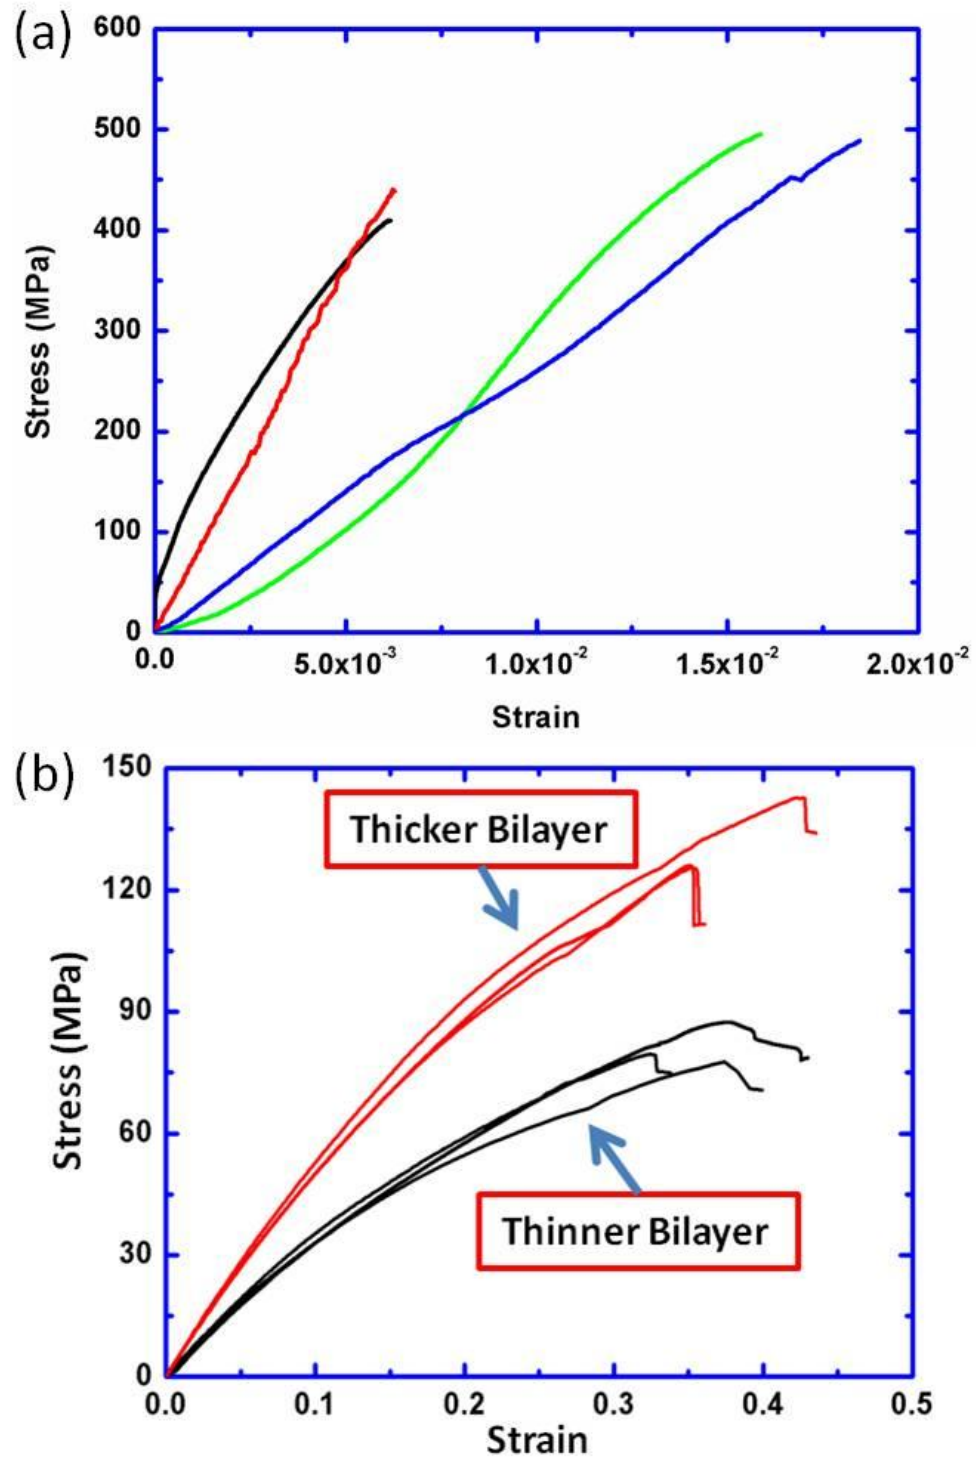 (a)
600
500
400
300
200
100
0
Stress (MPa)
0.0 5.0x10⁻³ 1.0x10⁻² 1.5x10⁻² 2.0x10⁻²
Strain
(b)
150
120
90
60
30
0
Stress (MPa)
Thicker Bilayer
Thinner Bilayer
0.0 0.1 0.2 0.3 0.4 0.5
Strain